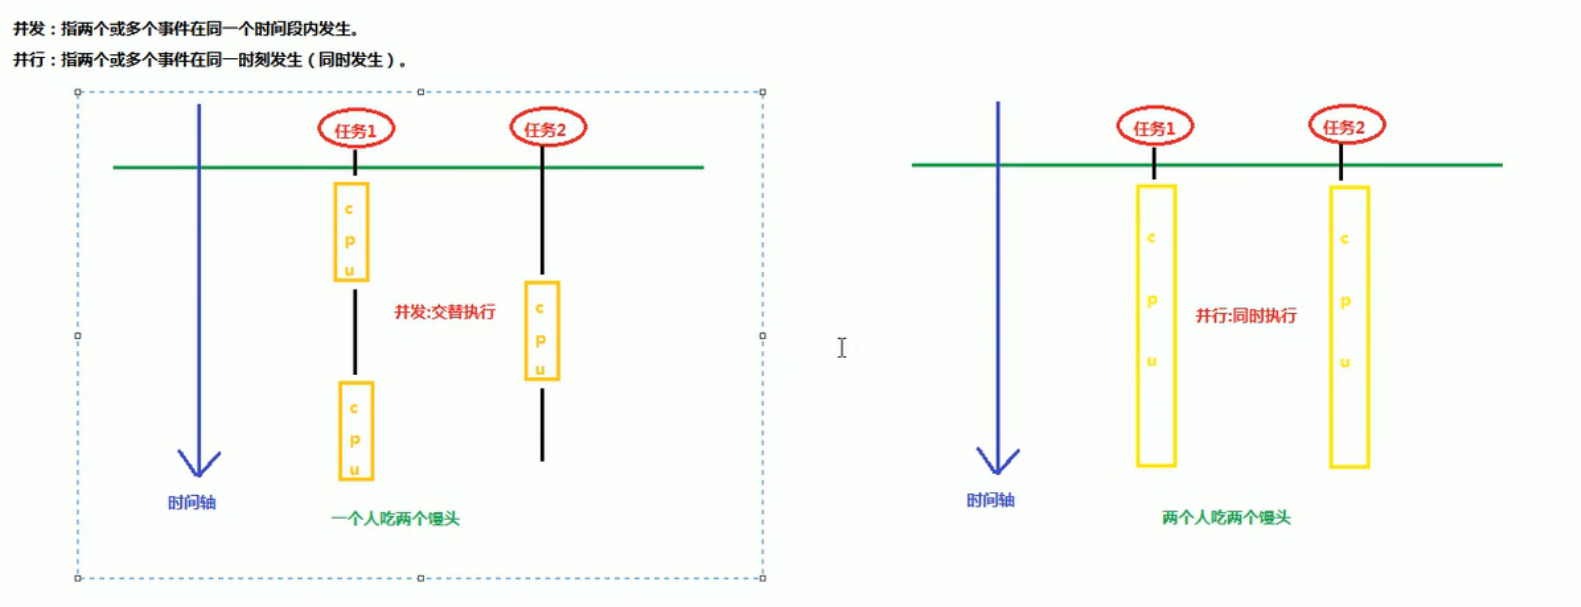 并发：指两个或多个事件在同一个时间段内发生。
并行：指两个或多个事件在同一时刻发生（同时发生）。
任务1
任务2
c
p
u
c
p
u
并发:交替执行
c
p
u
时间轴
一个人吃两个馒头
任务1
任务2
c
p
u
c
p
u
并行:同时执行
时间轴
两个人吃两个馒头